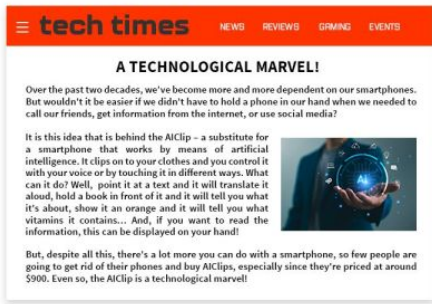 tech times
NEWS REVIEWS GAMING EVENTS
A TECHNOLOGICAL MARVEL!
Over the past two decades, we've become more and more dependent on our smartphones.
But wouldn't it be easier if we didn't have to hold a phone in our hand when we needed to
call our friends, get information from the internet, or use social media?
It is this idea that is behind the AIClip – a substitute for
a smartphone that works by means of artificial
intelligence. It clips on to your clothes and you control it
with your voice or by touching it in different ways. What
can it do? Well, point it at a text and it will translate it
aloud, hold a book in front of it and it will tell you what
it's about, show it an orange and it will tell you what
vitamins it contains... And, if you want to read the
information, this can be displayed on your hand!
AI
But, despite all this, there's a lot more you can do with a smartphone, so few people are
going to get rid of their phones and buy AIClips, especially since they're priced at around
$900. Even so, the AIClip is a technological marvel!